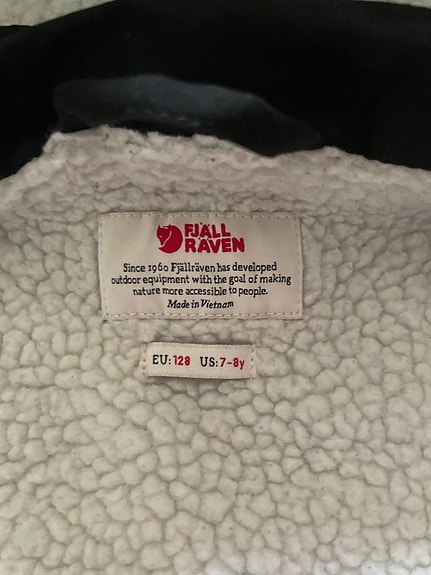 FJÄLL
RÄVEN
Since 1960 Fjällräven has developed
outdoor equipment with the goal of making
nature more accessible to people.
Made in Vietnam
EU: 128 US: 7-8y